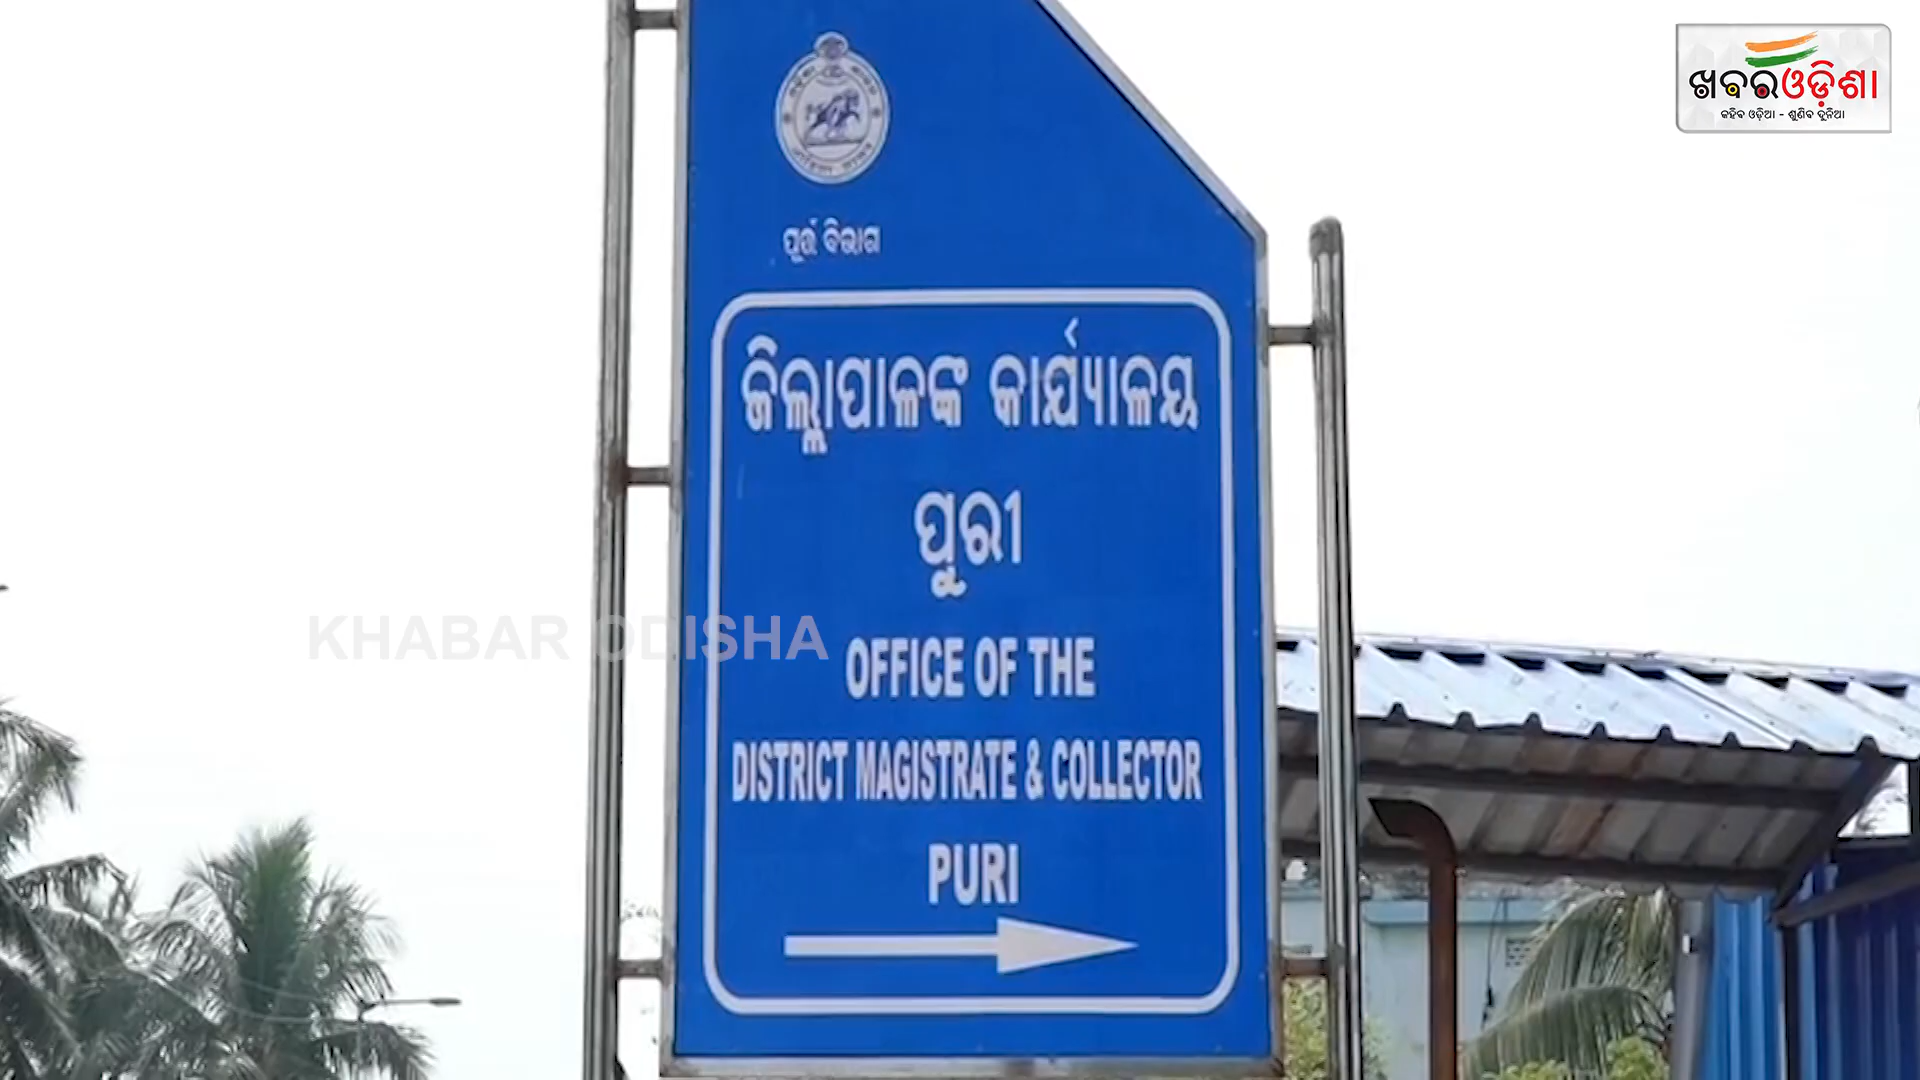 ଖବରଓଡ଼ିଶା
କହିବ ଓଡ଼ିଆ - ଶୁଣିବ ଦୁନିଆ
ପୂର୍ତ୍ତ ବିଭାଗ
ଜିଲ୍ଲାପାଳଙ୍କ କାର୍ଯ୍ୟାଳୟ
ପୁରୀ
KHABAR ODISHA
OFFICE OF THE
DISTRICT MAGISTRATE & COLLECTOR
PURI